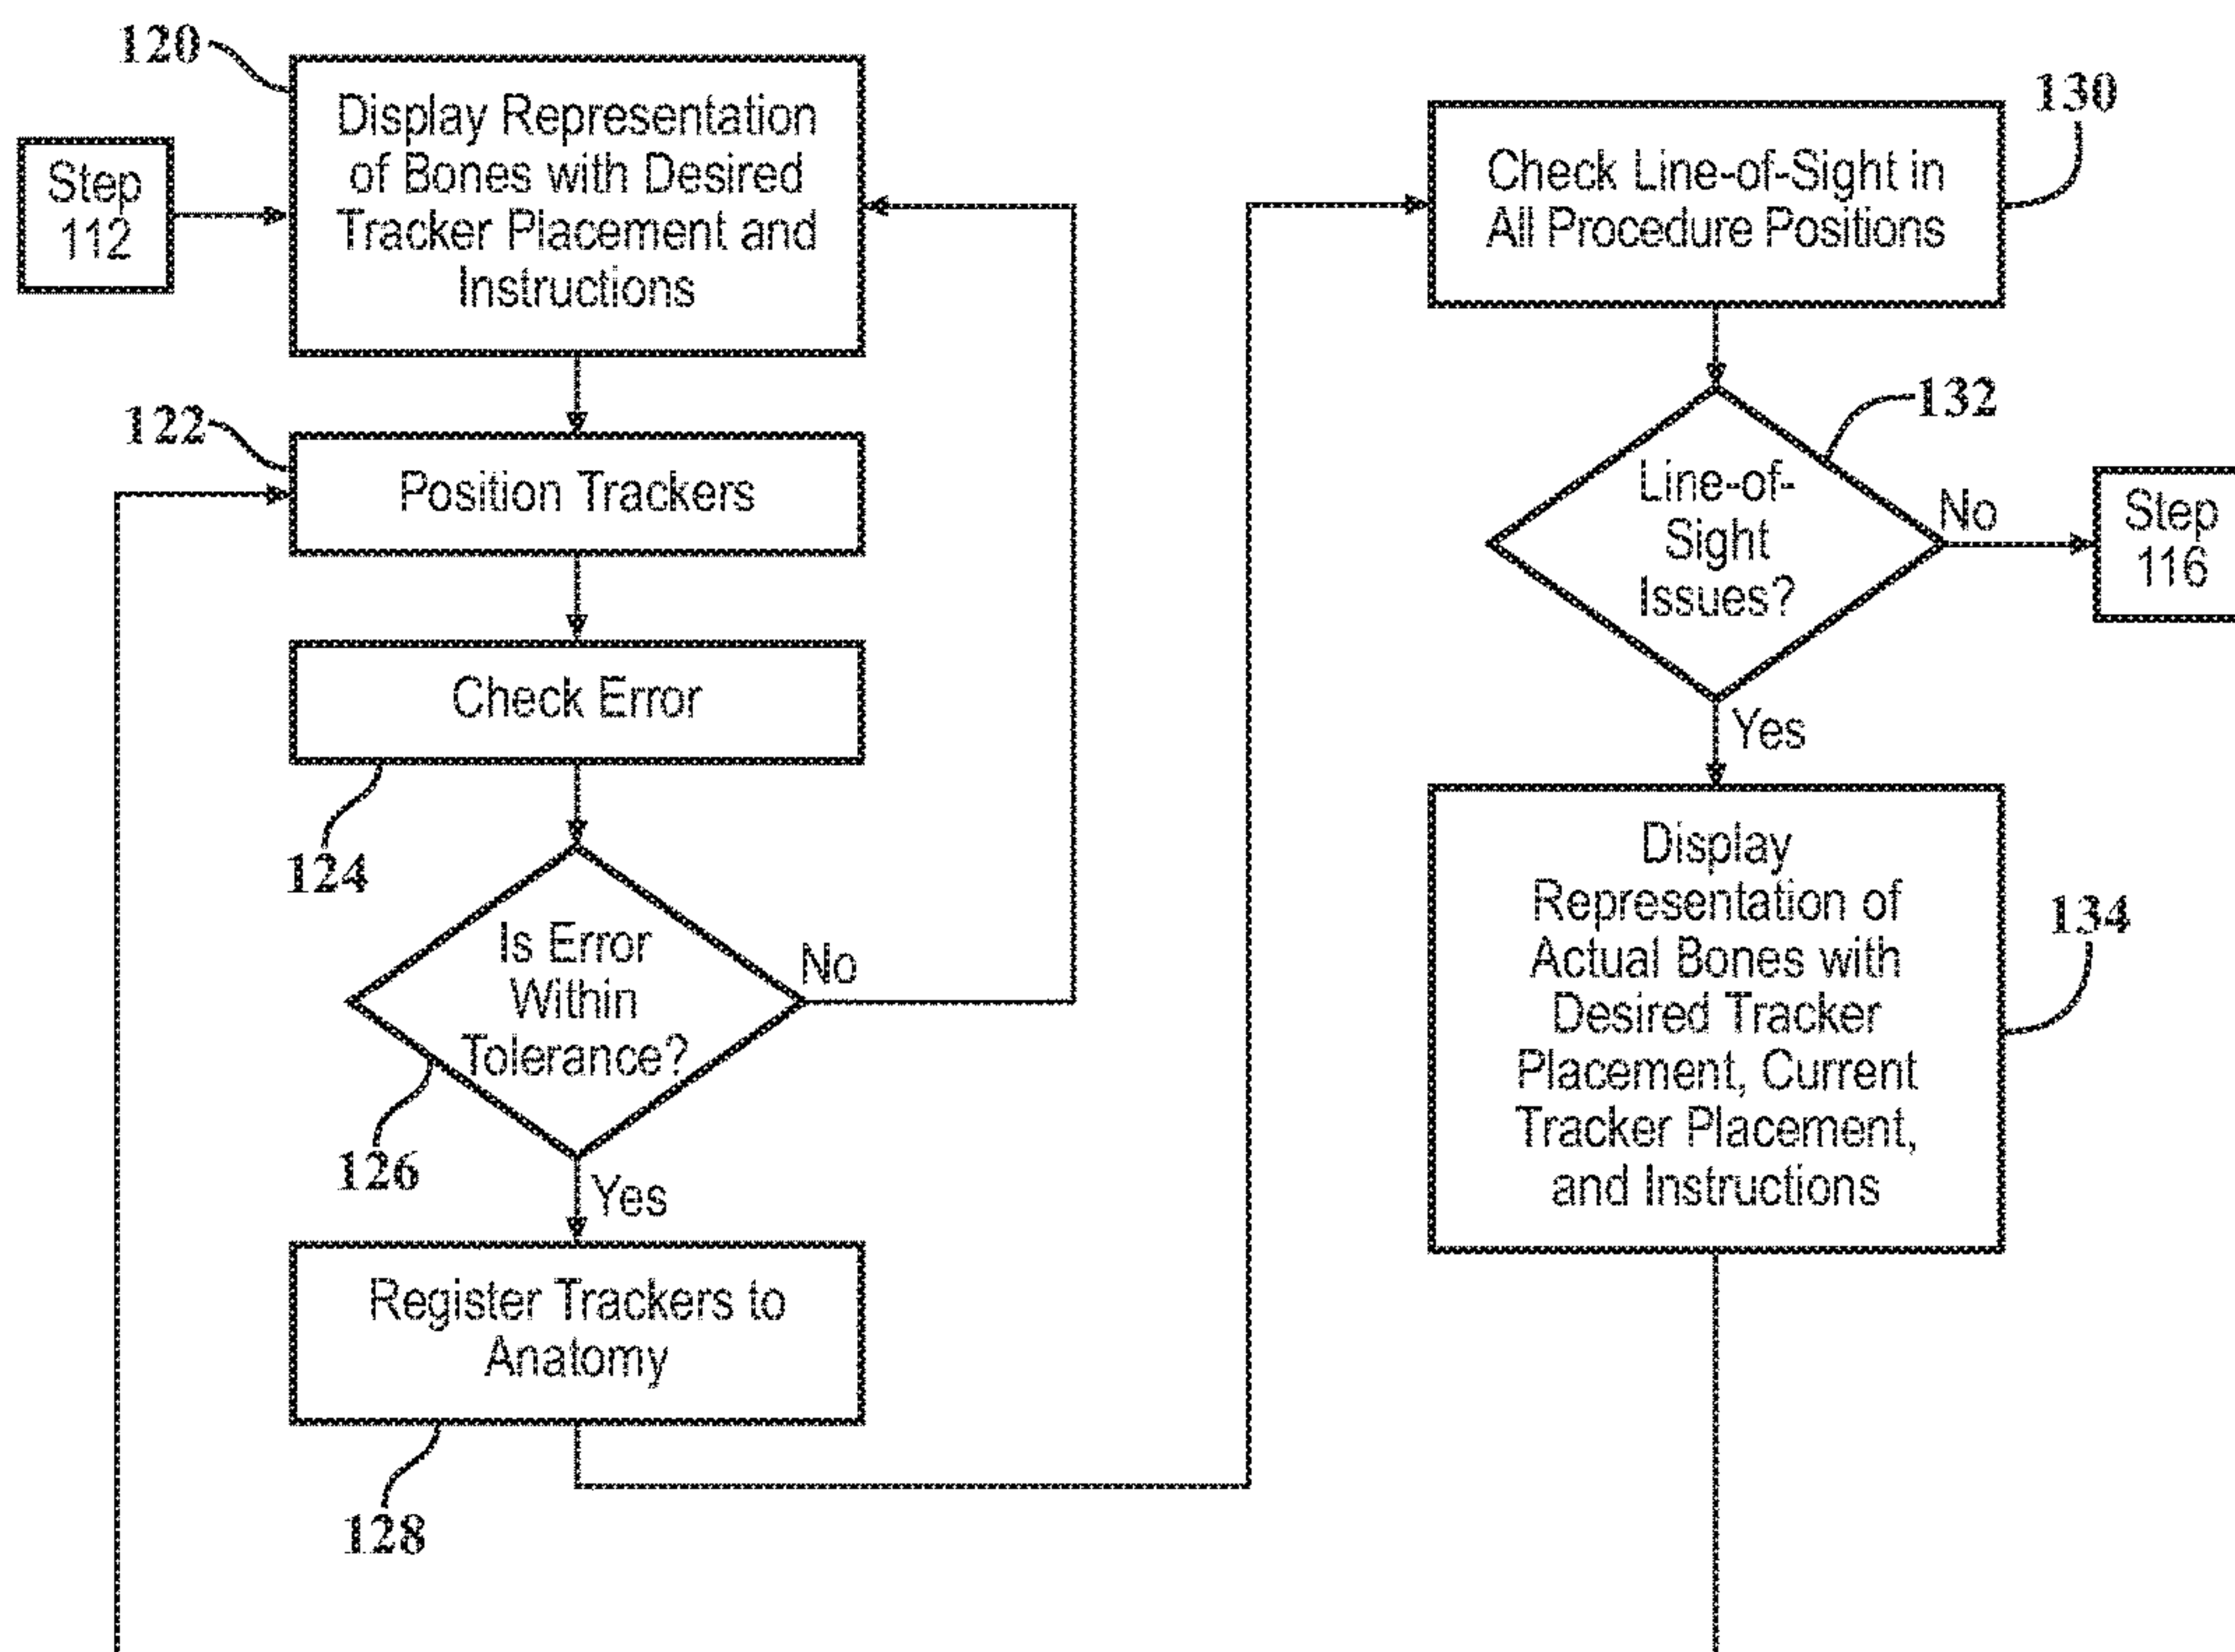 120
Step
112
Display Representation
of Bones with Desired
Tracker Placement and
Instructions
122
Position Trackers
Check Error
124
Is Error
Within
Tolerance?
No
126
Yes
Register Trackers to
Anatomy
128
130
Check Line-of-Sight in
All Procedure Positions
132
Line-of-
Sight
Issues?
No
Step
116
Yes
Display
Representation of
Actual Bones with
Desired Tracker
Placement, Current
Tracker Placement,
and Instructions
134